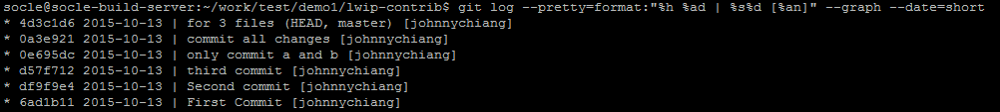 socle@socle-build-server:~/work/test/demo1/lwip-contrib$ git log --pretty=format:"%h %ad | %s%d [%an]" --graph --date=short
* 4d3c1d6 2015-10-13 | for 3 files (HEAD, master) [johnnychiang]
* 0a3e921 2015-10-13 | commit all changes [johnnychiang]
* 0e695dc 2015-10-13 | only commit a and b [johnnychiang]
* d57f712 2015-10-13 | third commit [johnnychiang]
* df9f9e4 2015-10-13 | Second commit [johnnychiang]
* 6ad1b11 2015-10-13 | First Commit [johnnychiang]